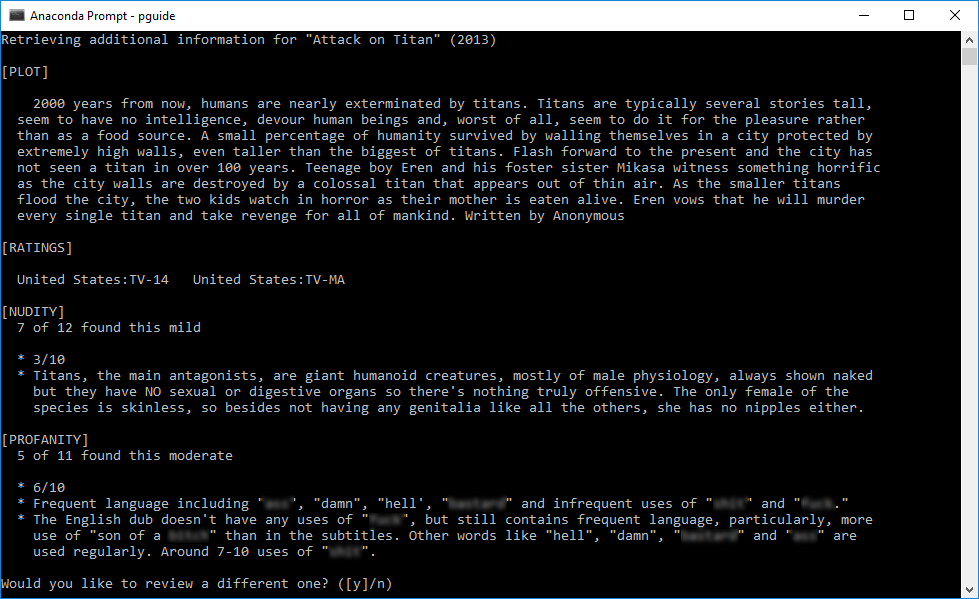 Anaconda Prompt - pguide
Retrieving additional information for "Attack on Titan" (2013)
[PLOT]
2000 years from now, humans are nearly exterminated by titans. Titans are typically several stories tall,
seem to have no intelligence, devour human beings and, worst of all, seem to do it for the pleasure rather
than as a food source. A small percentage of humanity survived by walling themselves in a city protected by
extremely high walls, even taller than the biggest of titans. Flash forward to the present and the city has
not seen a titan in over 100 years. Teenage boy Eren and his foster sister Mikasa witness something horrific
as the city walls are destroyed by a colossal titan that appears out of thin air. As the smaller titans
flood the city, the two kids watch in horror as their mother is eaten alive. Eren vows that he will murder
every single titan and take revenge for all of mankind. Written by Anonymous
[RATINGS]
United States:TV-14   United States:TV-MA
[NUDITY]
7 of 12 found this mild
* 3/10
* Titans, the main antagonists, are giant humanoid creatures, mostly of male physiology, always shown naked
but they have NO sexual or digestive organs so there's nothing truly offensive. The only female of the
species is skinless, so besides not having any genitalia like all the others, she has no nipples either.
[PROFANITY]
5 of 11 found this moderate
* 6/10
* Frequent language including "", "damn", "hell', "" and infrequent uses of "" and "."
* The English dub doesn't have any uses of "", but still contains frequent language, particularly, more
use of "son of a " than in the subtitles. Other words like "hell", "damn", "" and "" are
used regularly. Around 7-10 uses of "".
Would you like to review a different one? ([y]/n)